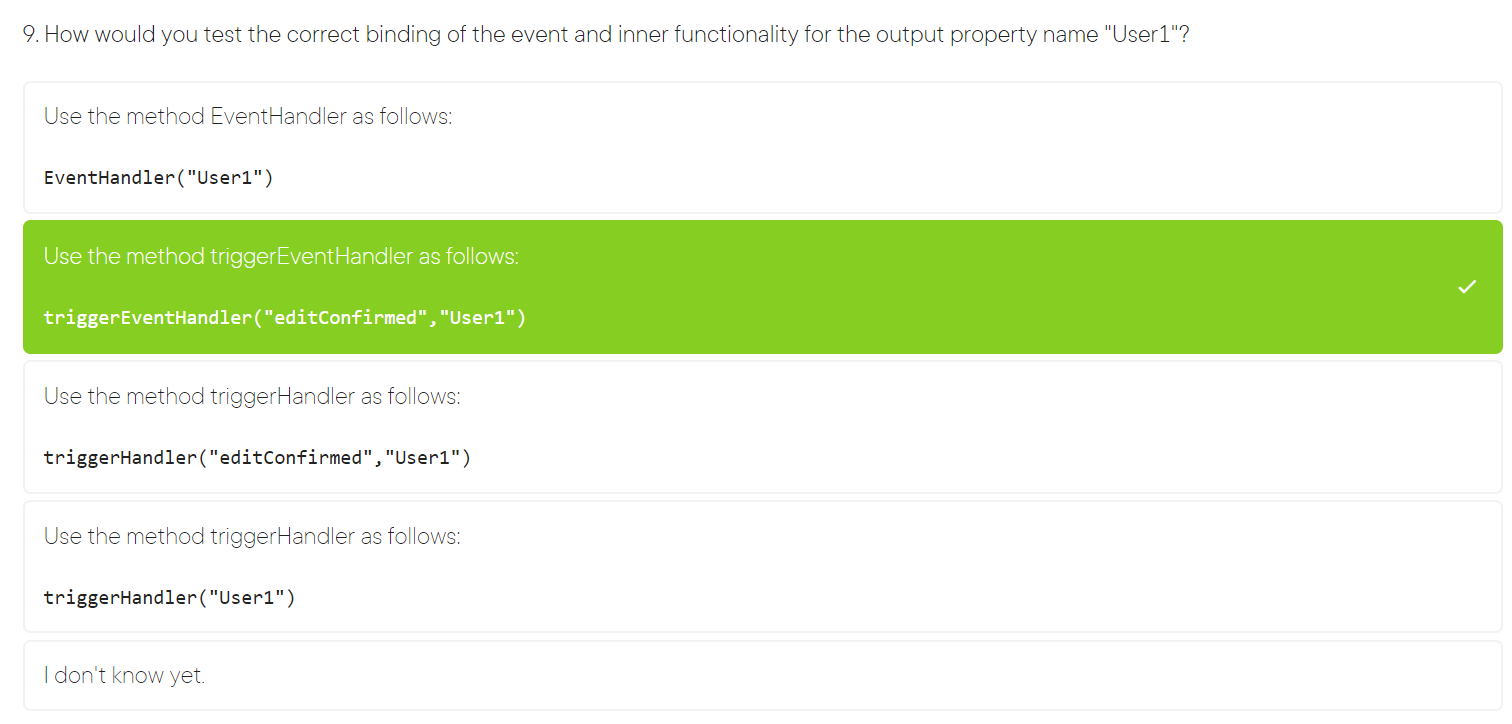 9. How would you test the correct binding of the event and inner functionality for the output property name "User1"?
Use the method EventHandler as follows:
EventHandler("User1")
Use the method triggerEventHandler as follows:
triggerEventHandler("editConfirmed","User1")
Use the method triggerHandler as follows:
triggerHandler("editConfirmed","User1")
Use the method triggerHandler as follows:
triggerHandler("User1")
I don't know yet.